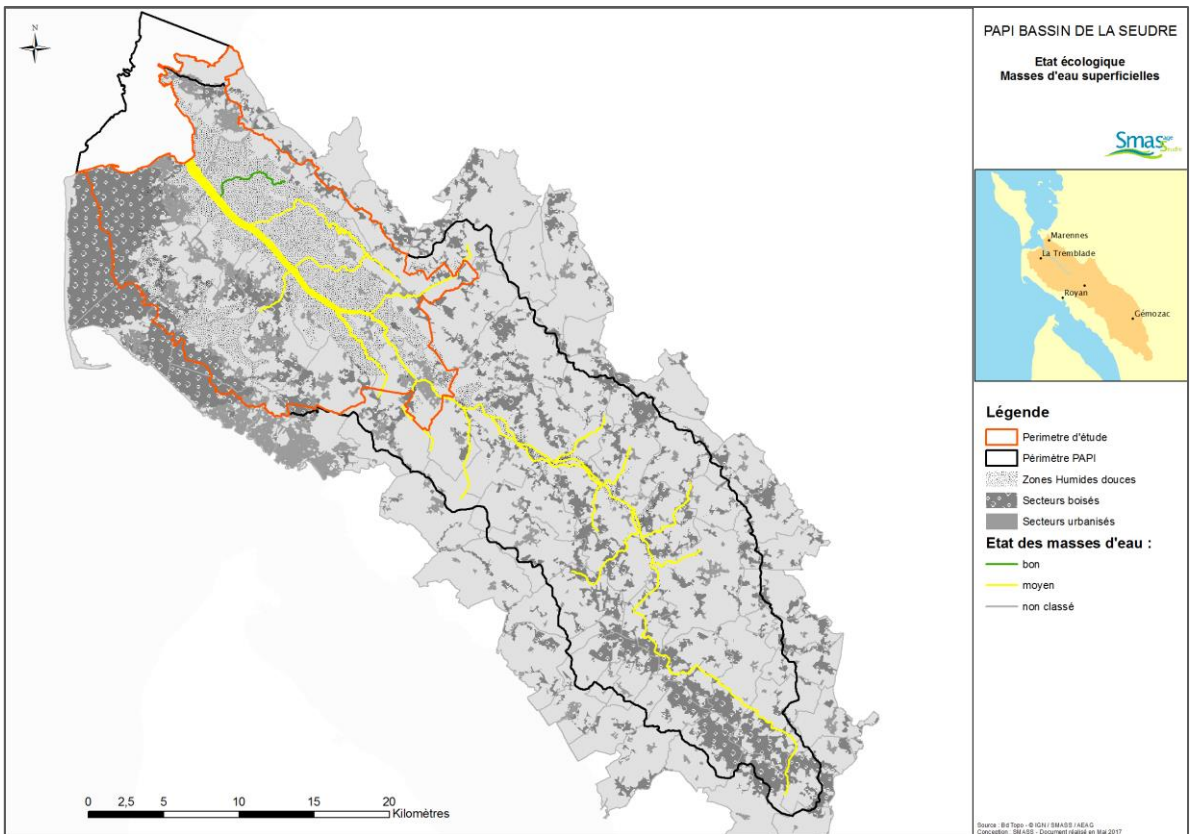 N
PAPI BASSIN DE LA SEUDRE
Etat écologique
Masses d'eau superficielles
Smas
Marennes
La Tremblade
Royan
Gémozac
Légende
Perimetre d'étude
Périmètre PAPI
Zones Humides douces
Secteurs boisés
Secteurs urbanisés
Etat des masses d'eau :
bon
moyen
non classé
0 2,5 5 10 15 20
Kilomètres
Source : Bd Topo - © IGN / SMASS / AEAG
Conception : SMASS - Document réalisé en Mai 2017